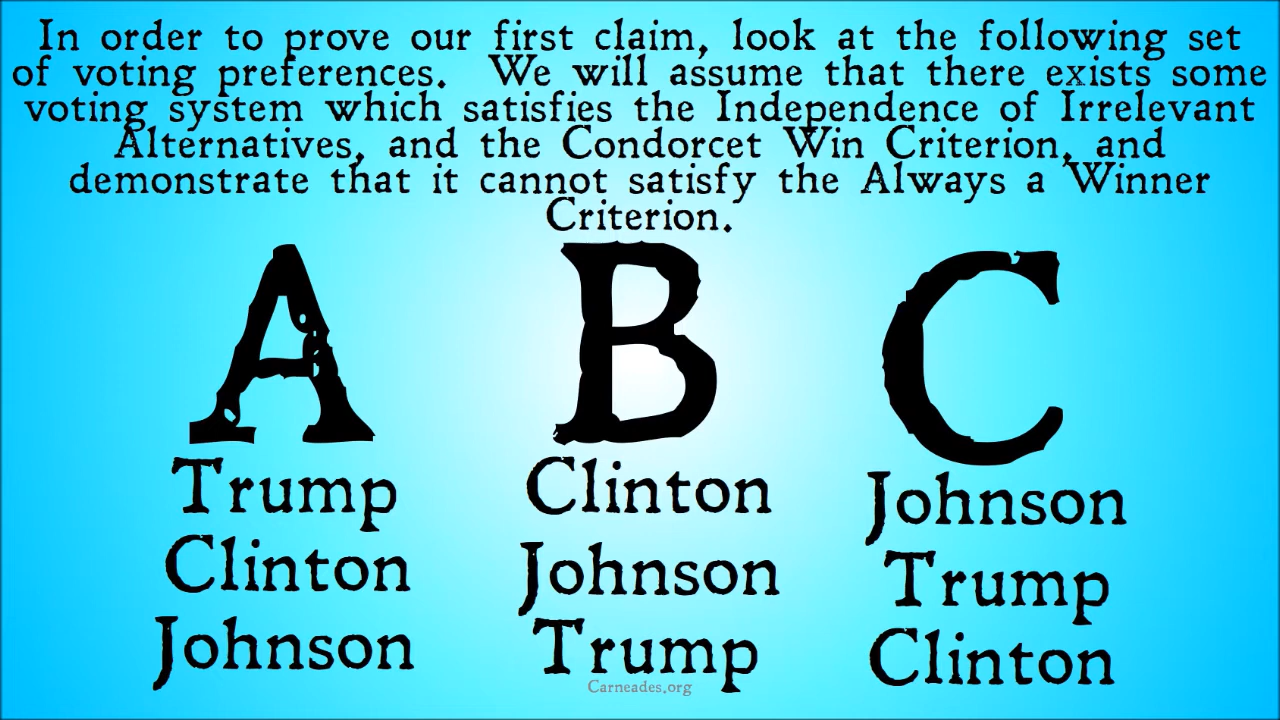 In order to prove our first claim, look at the following set
of voting preferences. We will assume that there exists some
voting system which satisfies the Independence of Irrelevant
Alternatives, and the Condorcet Win Criterion, and
demonstrate that it cannot satisfy the Always a Winner
Criterion.
A B C
Trump Clinton Johnson
Clinton Johnson Trump
Johnson Trump Clinton
Carneades.org